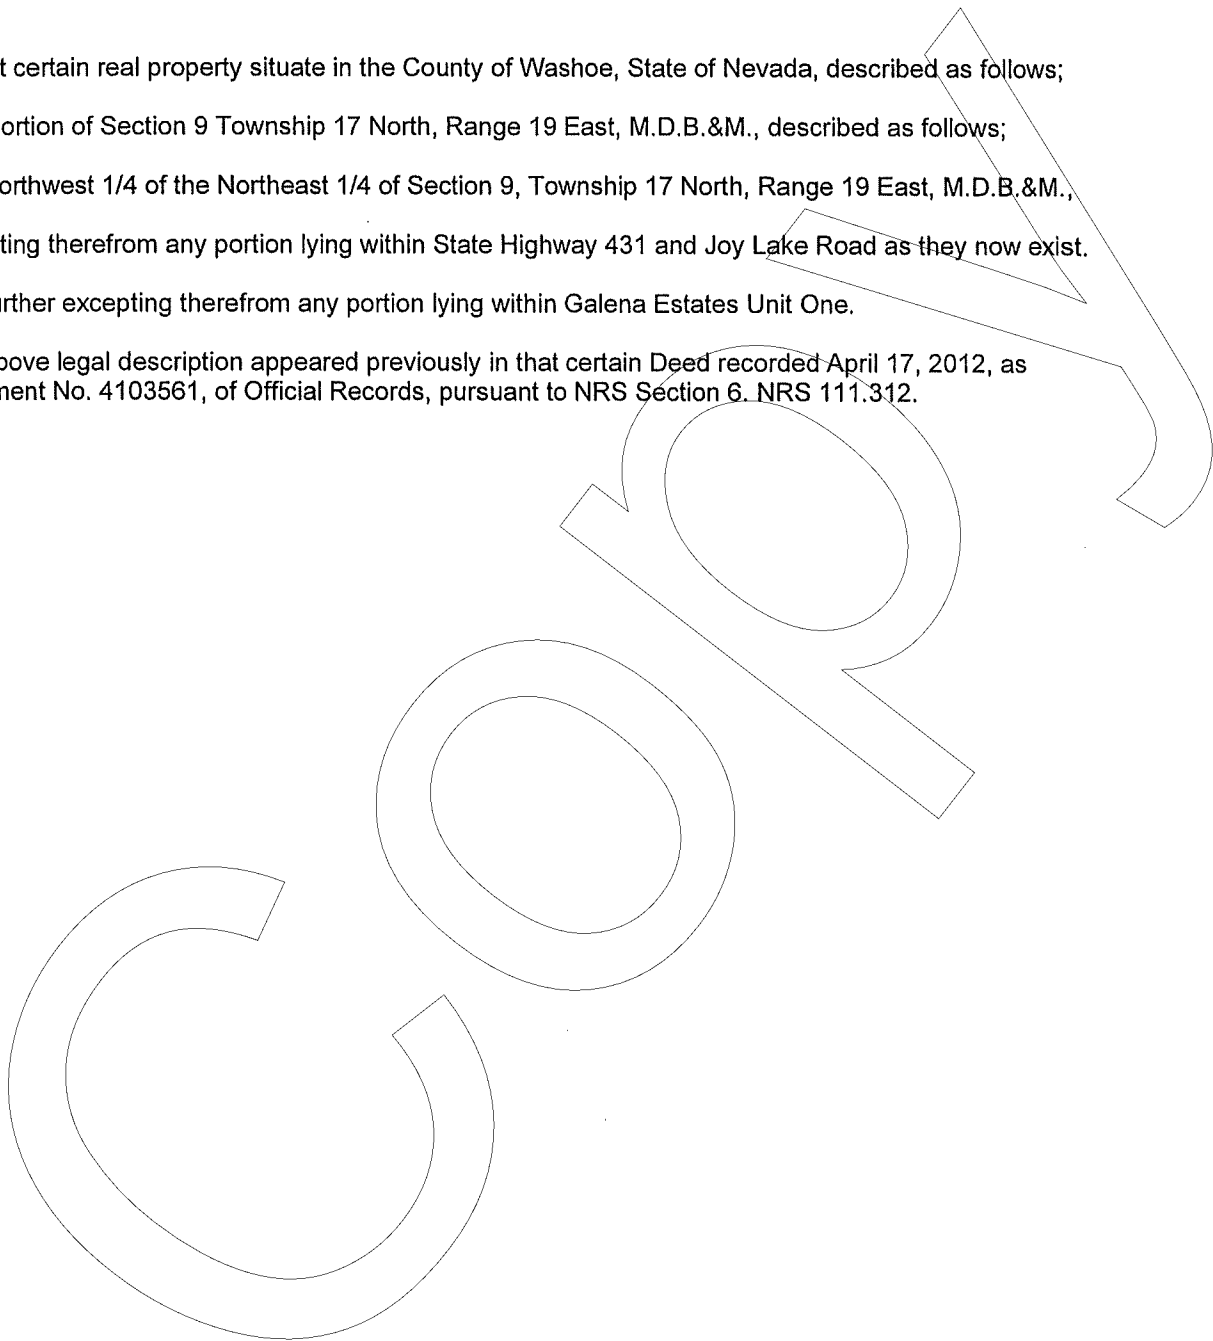 t certain real property situate in the County of Washoe, State of Nevada, described as follows;
ortion of Section 9 Township 17 North, Range 19 East, M.D.B.&M., described as follows;
orthwest 1/4 of the Northeast 1/4 of Section 9, Township 17 North, Range 19 East, M.D.B.&M.,
ting therefrom any portion lying within State Highway 431 and Joy Lake Road as they now exist.
urther excepting therefrom any portion lying within Galena Estates Unit One.
bove legal description appeared previously in that certain Deed recorded April 17, 2012, as
ment No. 4103561, of Official Records, pursuant to NRS Section 6. NRS 111.312.
Copy